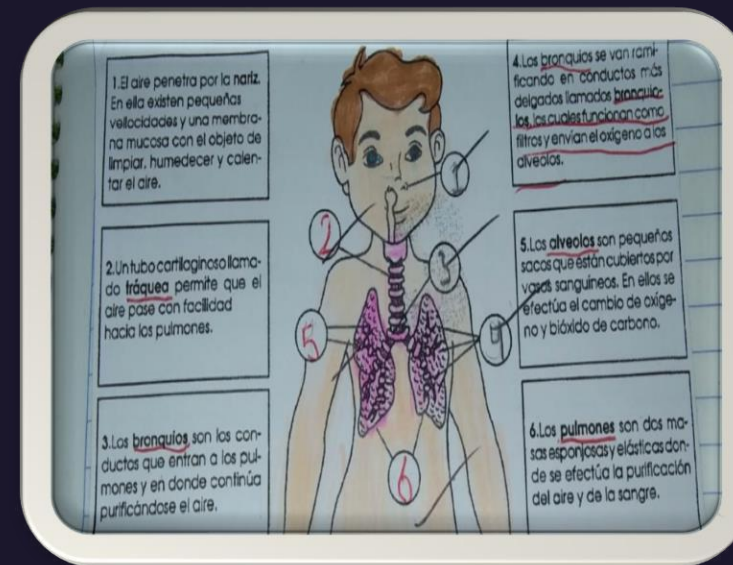 1.El aire penetra por la nariz.
En ella existen pequeñas
vellocidades y una membra-
na mucosa con el objeto de
limpiar, humedecer y calen-
tar el aire.
2.Un tubo cartilaginoso llama-
do tráquea permite que el
aire pase con facilidad
hacia los pulmones.
3.Los bronquios son los con-
ductos que entran a los pul-
mones y en donde continúa
purificándose el aire.
1
2
3
5
4
6
4.Los bronquios se van rami-
ficando en conductos más
delgados llamados bronquio-
los, los cuales funcionan como
filtros y envían el oxígeno a los
alveolos.
5.Los alveolos son pequeños
sacos que están cubiertos por
vasos sanguíneos. En ellos se
efectúa el cambio de oxíge-
no y bióxido de carbono.
6.Los pulmones son dos ma-
sas esponjosas y elásticas don-
de se efectúa la purificación
del aire y de la sangre.